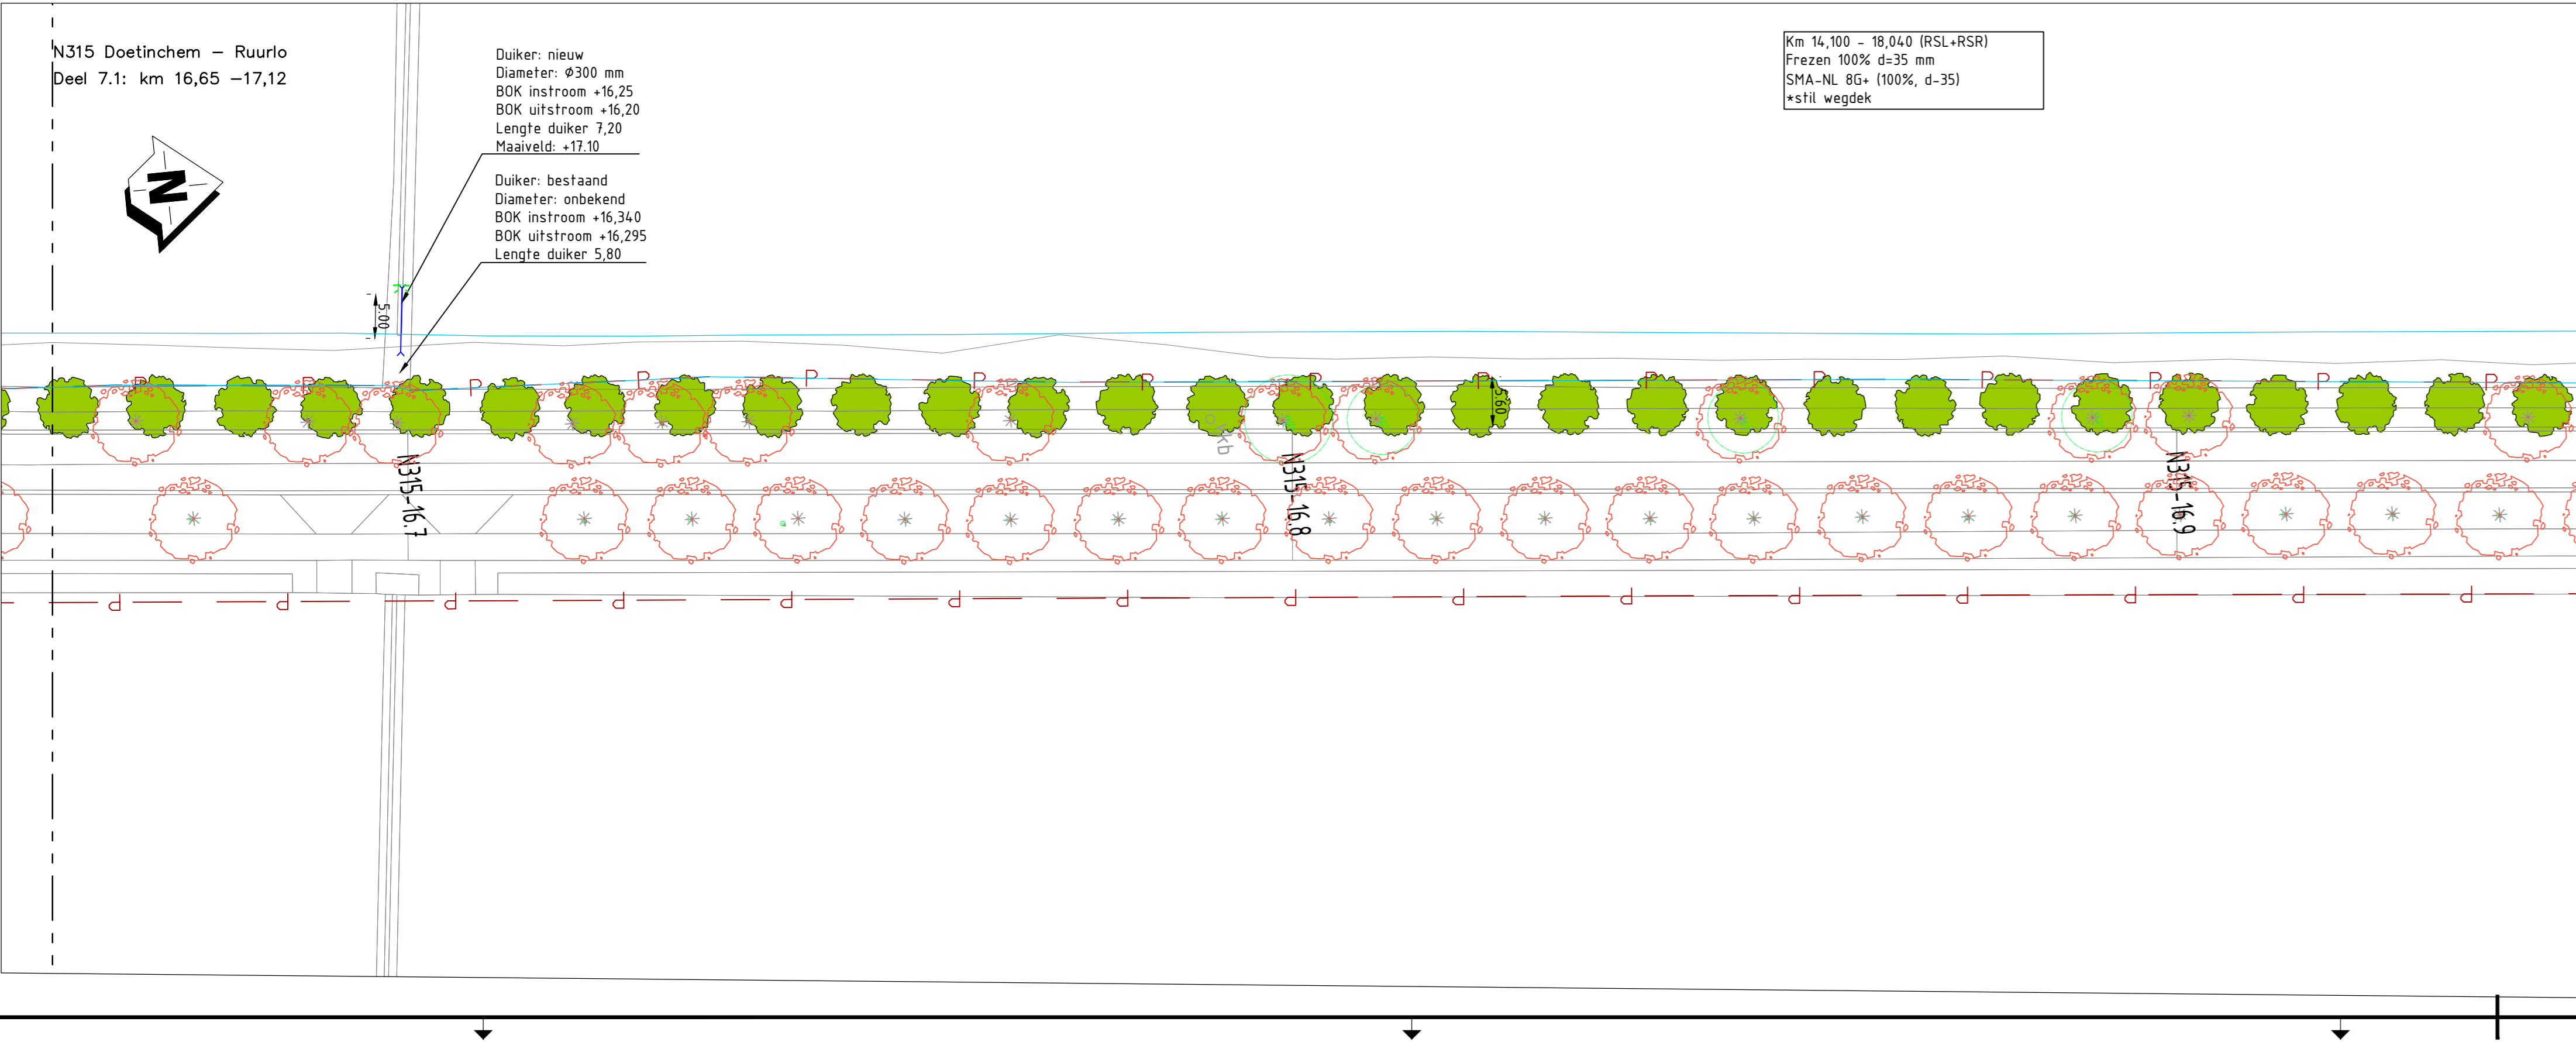 N315 Doetinchem - Ruurlo
Deel 7.1: km 16,65 -17,12
N
Duiker: nieuw
Diameter: Ø300 mm
BOK instroom +16,25
BOK uitstroom +16,20
Lengte duiker 7,20
Maaiveld: +17.10
Duiker: bestaand
Diameter: onbekend
BOK instroom +16,340
BOK uitstroom +16,295
Lengte duiker 5,80
Km 14,100 - 18,040 (RSL+RSR)
Frezen 100% d=35 mm
SMA-NL 8G+ (100%, d-35)
*stil wegdek
5.00
P P P P P P P P P P P P P P P
5.60
vkb
N315-16.7
N315-16.8
N315-16.9
P P P P P P P P P P P P P P P